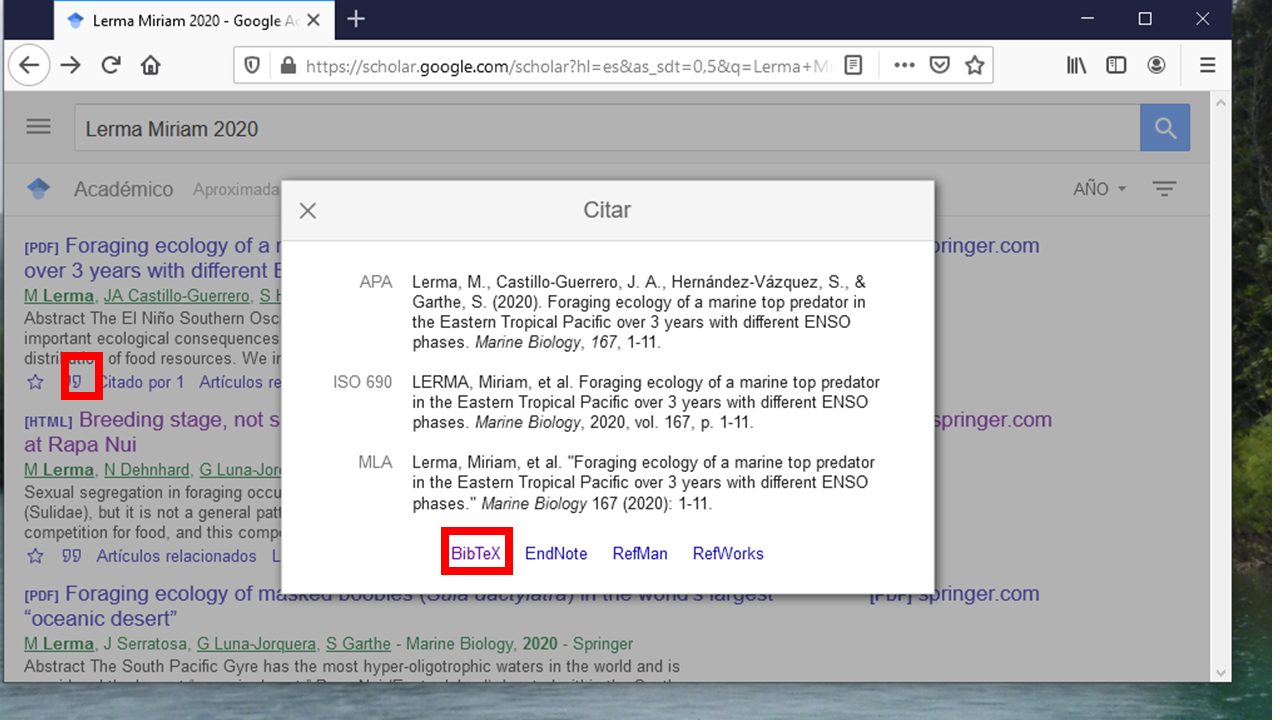 Lerma Miriam 2020 - Google Ac
https://scholar.google.com/scholar?hl=es&as_sdt=0,5&q=Lerma+Mi
Lerma Miriam 2020
Académico Aproximada AÑO
Citar
APA Lerma, M., Castillo-Guerrero, J. A., Hernández-Vázquez, S., &
Garthe, S. (2020). Foraging ecology of a marine top predator in
the Eastern Tropical Pacific over 3 years with different ENSO
phases. Marine Biology, 167, 1-11.
ISO 690 LERMA, Miriam, et al. Foraging ecology of a marine top predator
in the Eastern Tropical Pacific over 3 years with different ENSO
phases. Marine Biology, 2020, vol. 167, p. 1-11.
MLA Lerma, Miriam, et al. "Foraging ecology of a marine top predator
in the Eastern Tropical Pacific over 3 years with different ENSO
phases." Marine Biology 167 (2020): 1-11.
BibTeX EndNote RefMan RefWorks
[PDF] Foraging ecology of a
over 3 years with different
M Lerma, JA Castillo-Guerrero, S
Abstract The El Niño Southern Osc
important ecological consequences
of food resources. We
Citado por 1 Artículos re
springer.com
[HTML] Breeding stage, not s
at Rapa Nui
M Lerma, N Dehnhard, G Luna-Jorq
Sexual segregation in foraging occu
(Sulidae), but it is not a general patt
competition for food, and this comp
Artículos relacionados
springer.com
[PDF] Foraging ecology of masked boobies (Sula dactylatra) in the world's largest
“oceanic desert”
M Lerma, J Serratosa, G Luna-Jorquera, S Garthe - Marine Biology, 2020 - Springer
Abstract The South Pacific Gyre has the most hyper-oligotrophic waters in the world and is
[PDF] springer.com